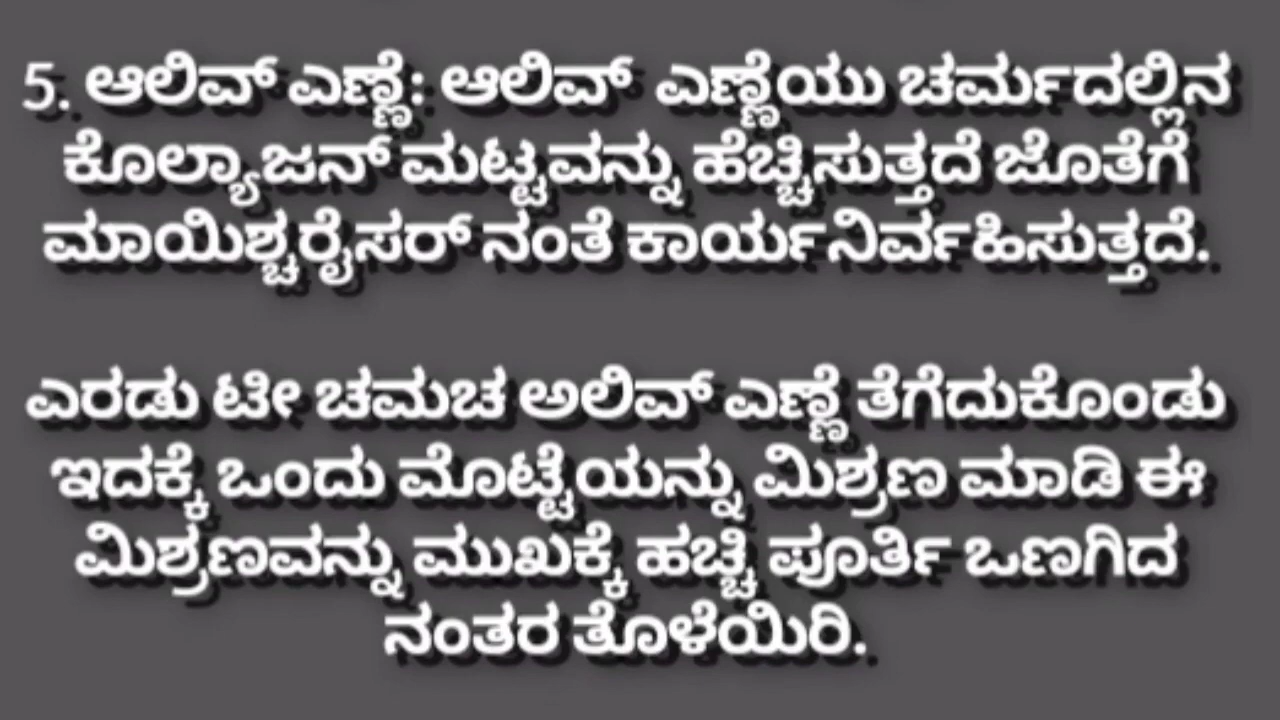 5. ಆಲಿವ್ ಎಣ್ಣೆ: ಆಲಿವ್ ಎಣ್ಣೆಯು ಚರ್ಮದಲ್ಲಿನ
ಕೊಲ್ಯಾಜನ್ ಮಟ್ಟವನ್ನು ಹೆಚ್ಚಿಸುತ್ತದೆ ಜೊತೆಗೆ
ಮಾಯಿಶ್ಚರೈಸರ್ ನಂತೆ ಕಾರ್ಯನಿರ್ವಹಿಸುತ್ತದೆ.
ಎರಡು ಟೀ ಚಮಚ ಅಲಿವ್ ಎಣ್ಣೆ ತೆಗೆದುಕೊಂಡು
ಇದಕ್ಕೆ ಒಂದು ಮೊಟ್ಟೆಯನ್ನು ಮಿಶ್ರಣ ಮಾಡಿ ಈ
ಮಿಶ್ರಣವನ್ನು ಮುಖಕ್ಕೆ ಹಚ್ಚಿ ಪೂರ್ತಿ ಒಣಗಿದ
ನಂತರ ತೊಳೆಯಿರಿ.